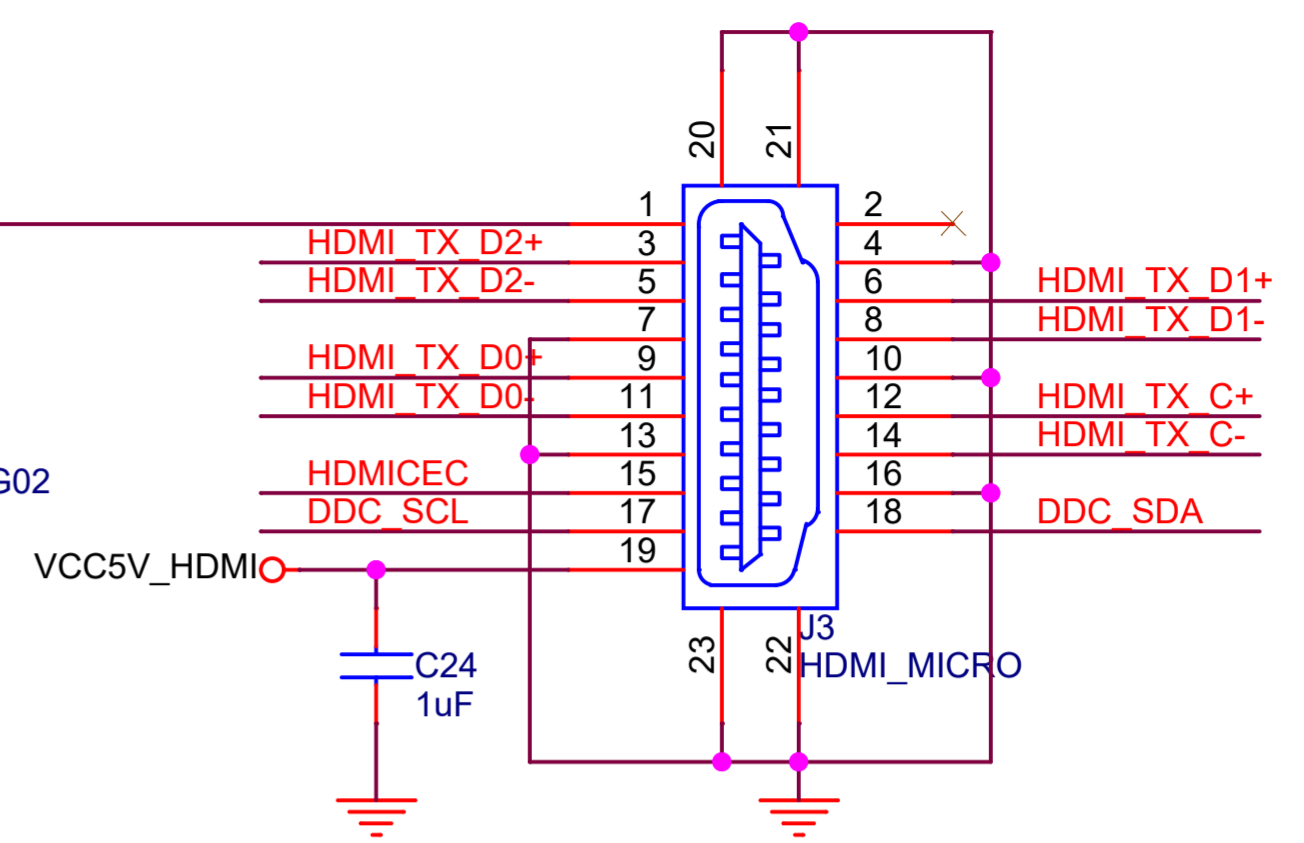 20
21
1
2
HDMI_TX_D2+
3
4
HDMI_TX_D2-
5
6
HDMI_TX_D1+
7
8
HDMI_TX_D1-
HDMI_TX_D0+
9
10
HDMI_TX_D0-
11
12
HDMI_TX_C+
13
14
HDMI_TX_C-
G02
HDMICEC
15
16
DDC_SCL
17
18
DDC_SDA
VCC5V_HDMI
19
23
22
J3
HDMI_MICRO
C24
1uF